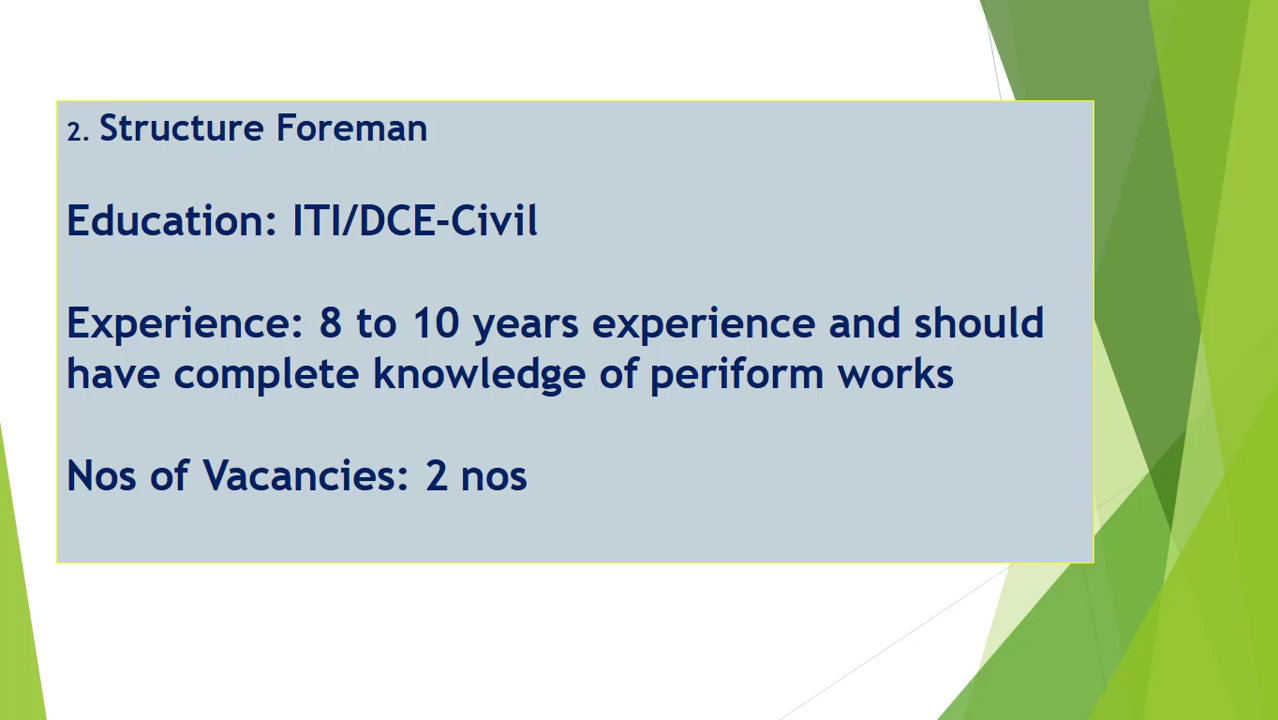 2. Structure Foreman
Education: ITI/DCE-Civil
Experience: 8 to 10 years experience and should
have complete knowledge of periform works
Nos of Vacancies: 2 nos